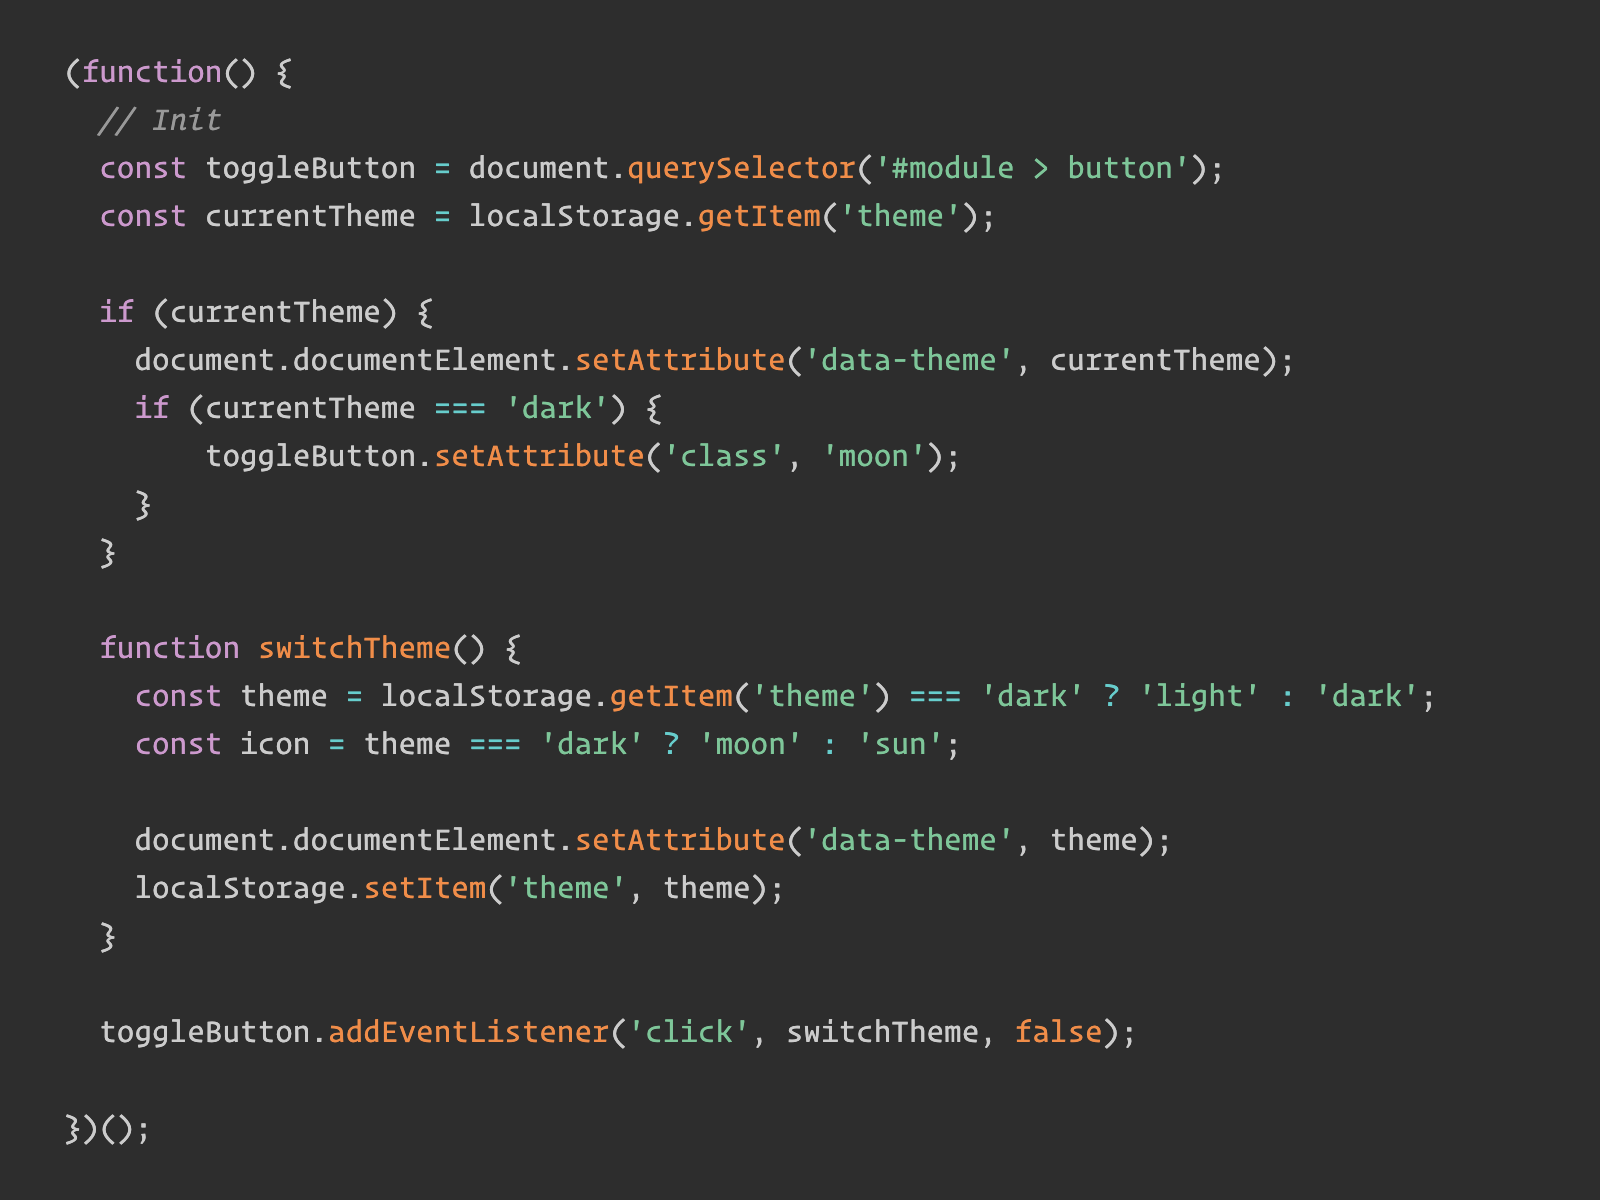 (function() {
  // Init
  const toggleButton = document.querySelector('#module > button');
  const currentTheme = localStorage.getItem('theme');

  if (currentTheme) {
    document.documentElement.setAttribute('data-theme', currentTheme);
    if (currentTheme === 'dark') {
        toggleButton.setAttribute('class', 'moon');
    }
  }

  function switchTheme() {
    const theme = localStorage.getItem('theme') === 'dark' ? 'light' : 'dark';
    const icon = theme === 'dark' ? 'moon' : 'sun';

    document.documentElement.setAttribute('data-theme', theme);
    localStorage.setItem('theme', theme);
  }

  toggleButton.addEventListener('click', switchTheme, false);

})();